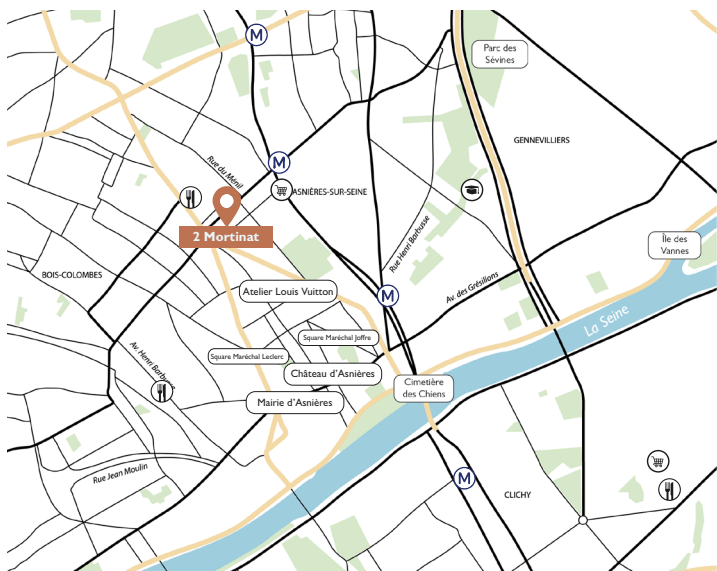 M
Parc des
Sévines
GENNEVILLIERS
Rue du Ménil
M
ASNIÈRES-SUR-SEINE
2 Mortinat
Rue Henri Barbusse
Île des
Vannes
BOIS-COLOMBES
Av. des Grésillons
Atelier Louis Vuitton
M
La Seine
Square Maréchal Joffre
Av. Henri Barbusse
Square Maréchal Leclerc
Château d'Asnières
Cimetière
des Chiens
Mairie d'Asnières
Rue Jean Moulin
M
CLICHY